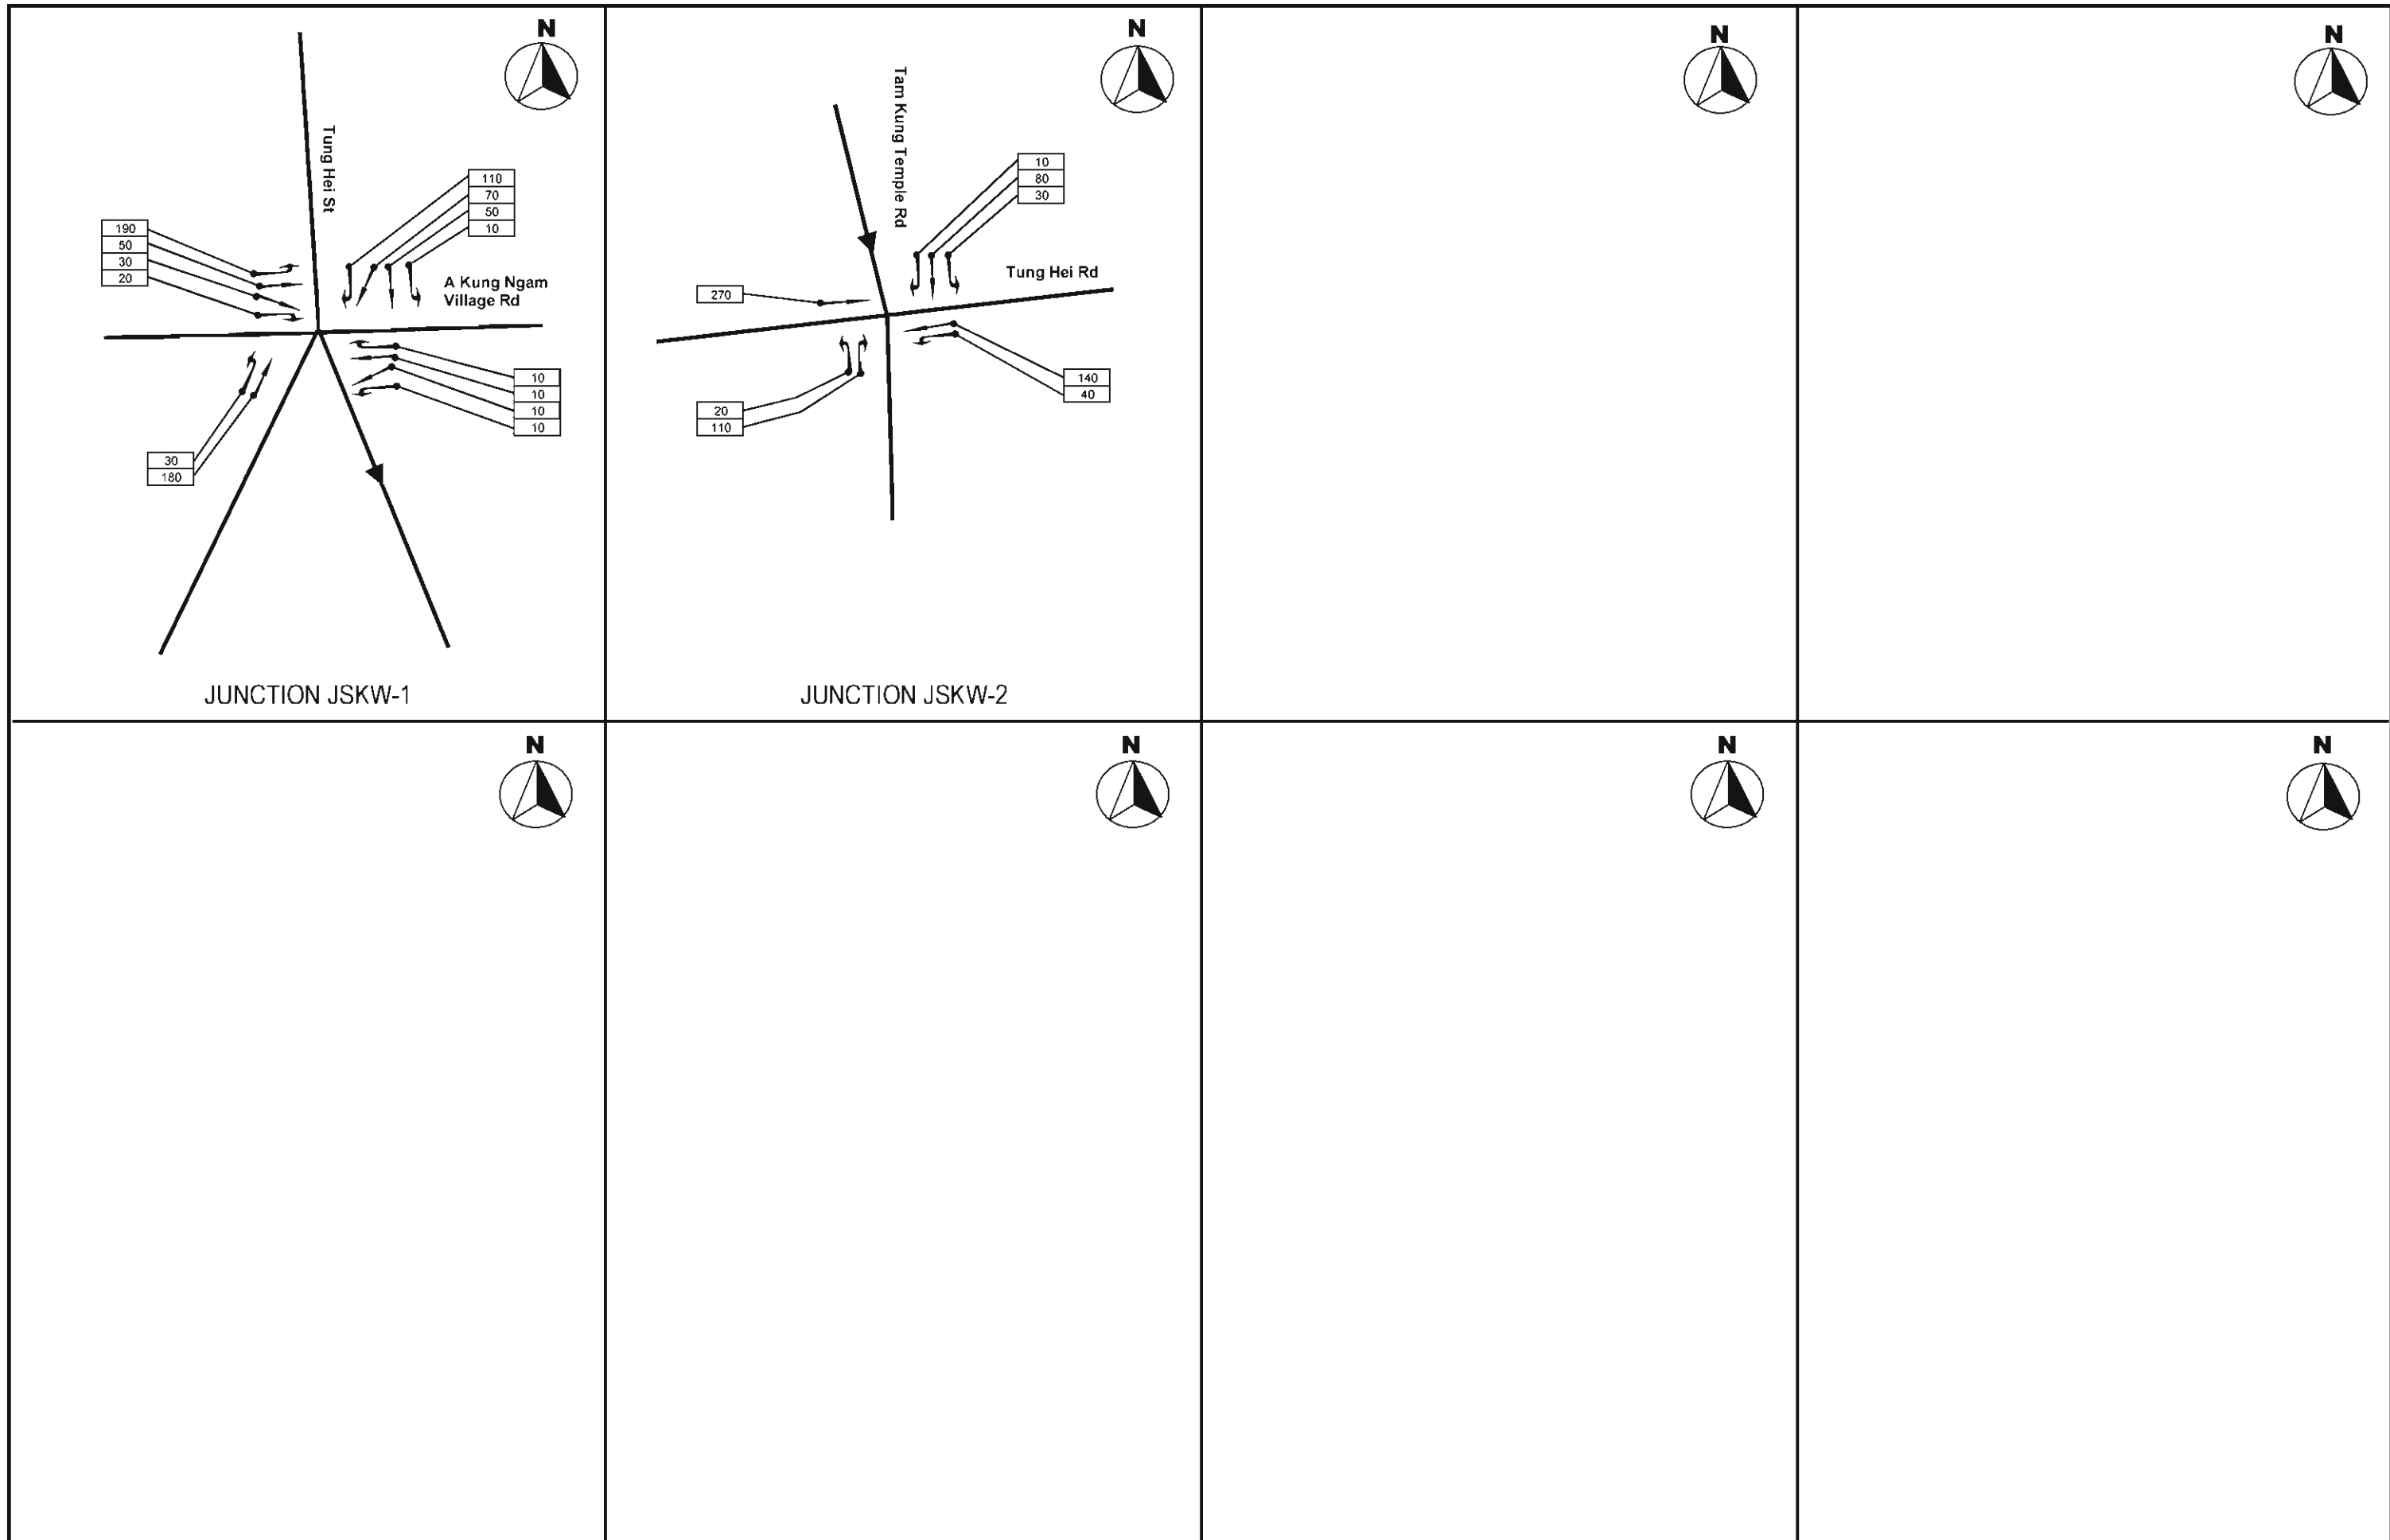 N
Tung Hei St
110
70
50
10
190
50
30
20
A Kung Ngam
Village Rd
10
10
10
10
30
180
JUNCTION JSKW-1
N
Tam Kung Temple Rd
10
80
30
Tung Hei Rd
270
140
40
20
110
JUNCTION JSKW-2
N
N
N
N
N
N